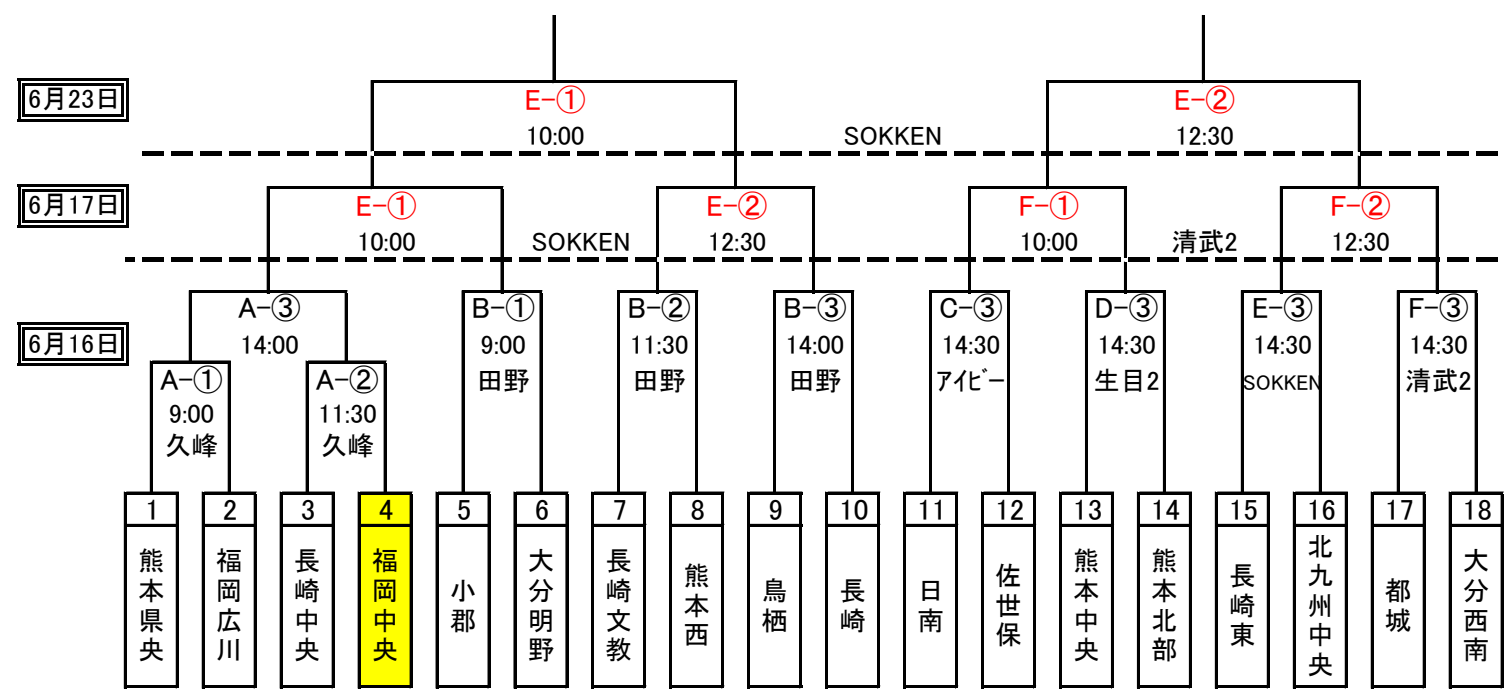 6月23日
E-① E-②
10:00 SOKKEN 12:30
6月17日
E-① E-② F-① F-②
10:00 SOKKEN 12:30 10:00 清武2 12:30
A-③ B-① B-② B-③ C-③ D-③ E-③ F-③
6月16日
14:00 9:00 11:30 14:00 14:30 14:30 14:30 14:30
A-① A-② 田野 田野 田野 アイビー 生目2 SOKKEN 清武2
9:00 11:30
久峰 久峰
1 2 3 4 5 6 7 8 9 10 11 12 13 14 15 16 17 18
熊本県央
福岡広川
長崎中央
福岡中央
小郡
大分明野
長崎文教
熊本西
鳥栖
長崎
日南
佐世保
熊本中央
熊本北部
長崎東
北九州中央
都城
大分西南